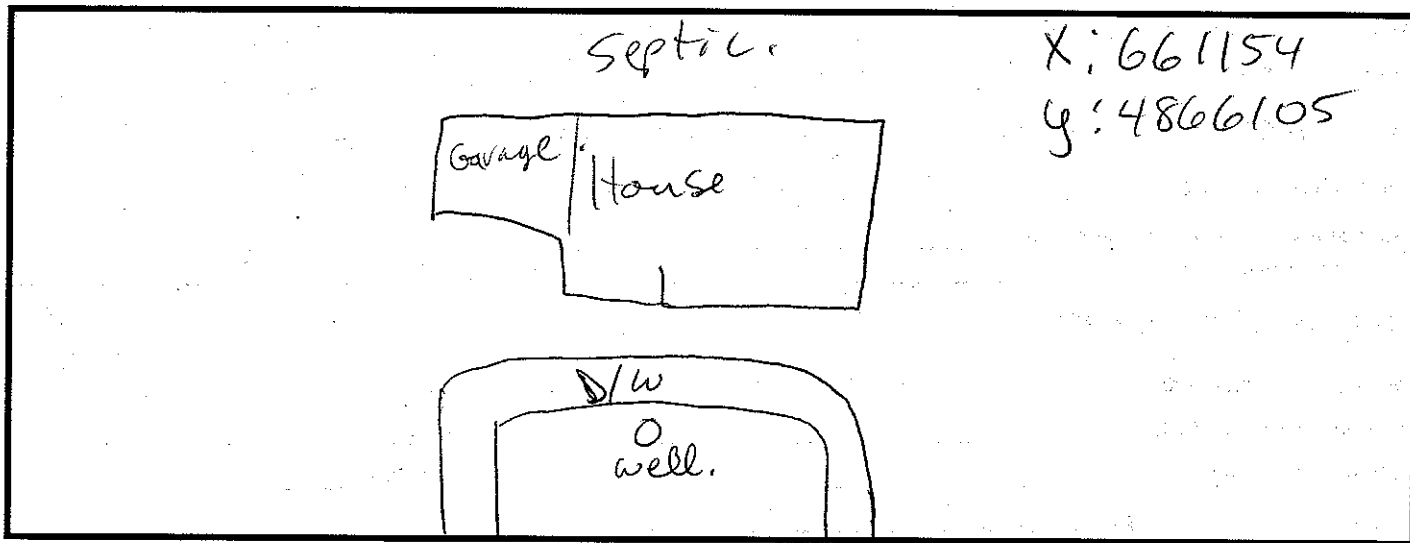 septic.
X: 661154
y: 4866105
Garage
House
D/W
well.